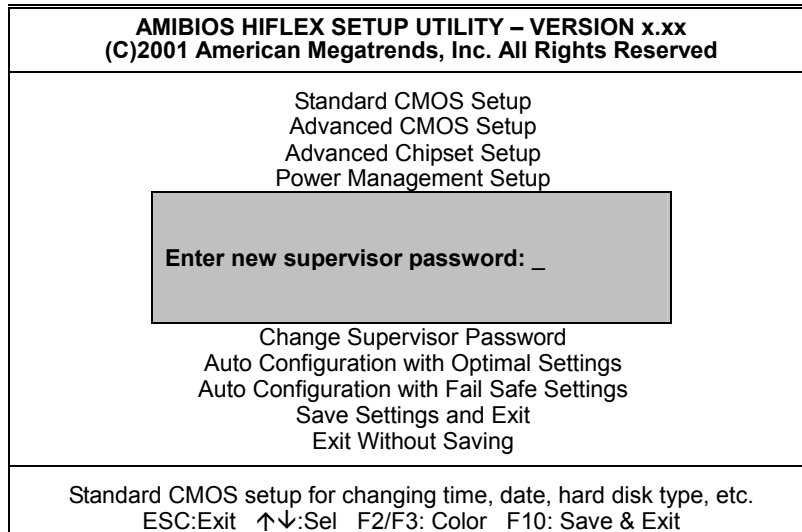 AMIBIOS HIFLEX SETUP UTILITY – VERSION x.xx
(C)2001 American Megatrends, Inc. All Rights Reserved
Standard CMOS Setup
Advanced CMOS Setup
Advanced Chipset Setup
Power Management Setup
Enter new supervisor password: _
Change Supervisor Password
Auto Configuration with Optimal Settings
Auto Configuration with Fail Safe Settings
Save Settings and Exit
Exit Without Saving
Standard CMOS setup for changing time, date, hard disk type, etc.
ESC:Exit ↑↓:Sel F2/F3: Color F10: Save & Exit